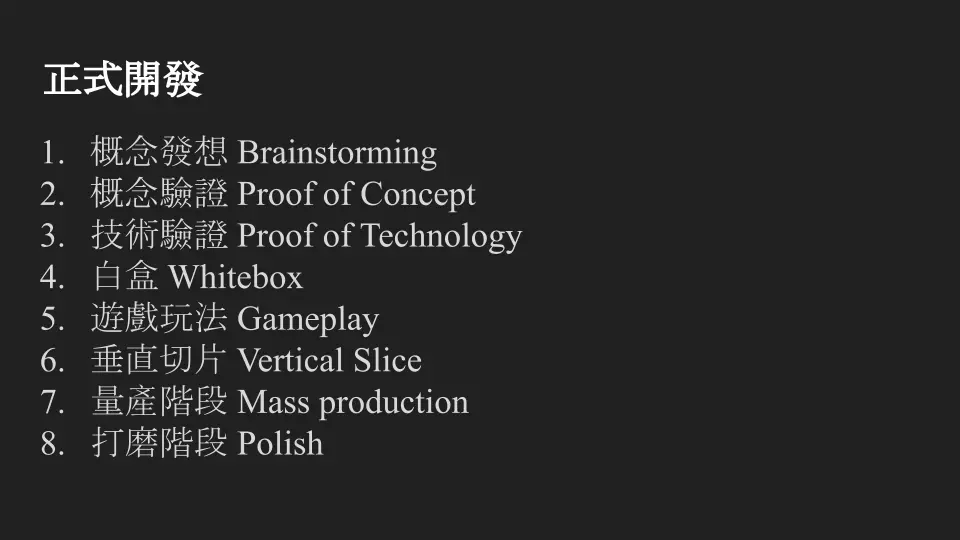 正式開發
1. 概念發想 Brainstorming
2. 概念驗證 Proof of Concept
3. 技術驗證 Proof of Technology
4. 白盒 Whitebox
5. 遊戲玩法 Gameplay
6. 垂直切片 Vertical Slice
7. 量產階段 Mass production
8. 打磨階段 Polish